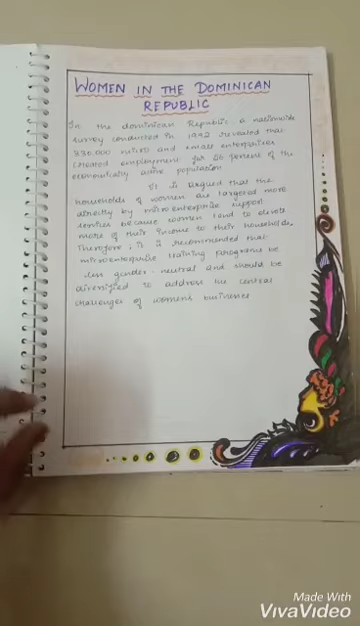 WOMEN IN THE DOMINICAN
REPUBLIC
In the dominican Republic a nationwide
survey conducted in 1992 revealed that
330.000 micro and small enterprises
created employment for 26 percent of the
economically active population
It is argued that the
households of women are targored more
directly by microenterprise support
services because women tend to devote
more of their income to their households.
Therefore, it is recommended that
microenterprise training programs be
less gender-neutral and should be
diversified to address the central
challenges of womens business
Made With
VivaVideo